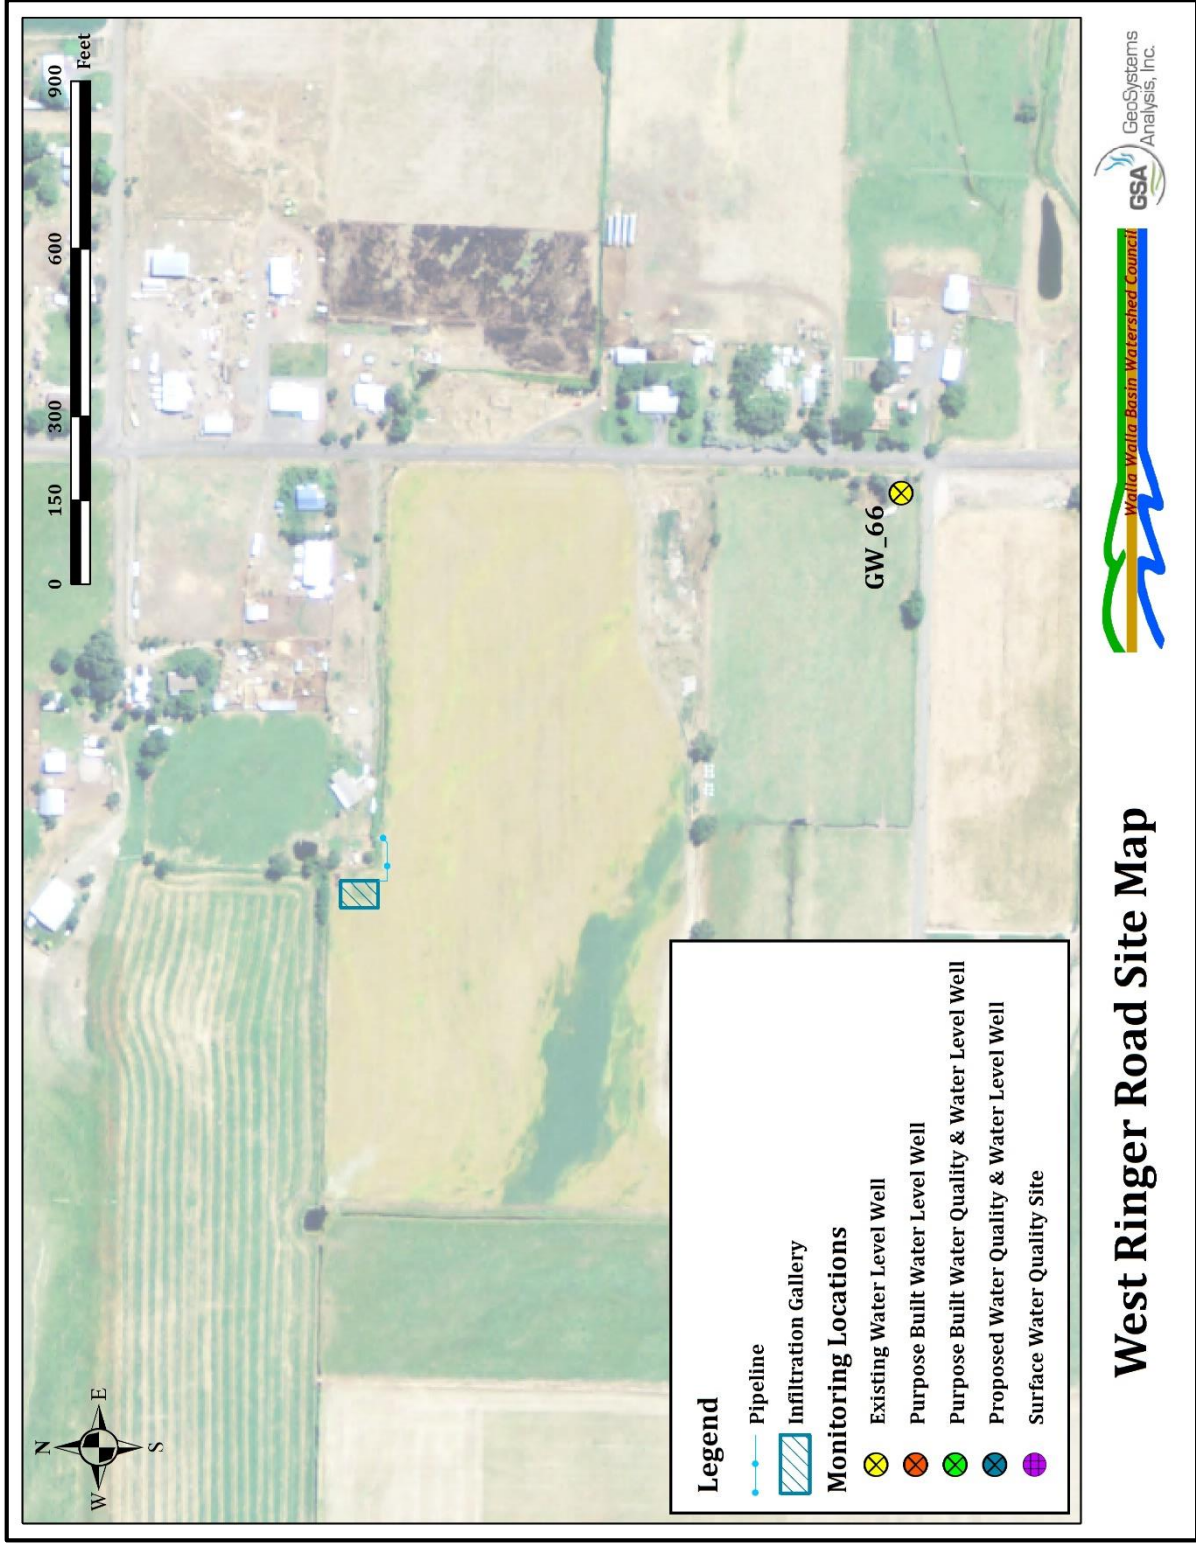 N
W E
S
0 150 300 600 900
Feet
GW_66
Legend
Pipeline
Infiltration Gallery
Monitoring Locations
Existing Water Level Well
Purpose Built Water Level Well
Purpose Built Water Quality & Water Level Well
Proposed Water Quality & Water Level Well
Surface Water Quality Site
West Ringer Road Site Map
Walla Walla Basin Watershed Council
GSA
GeoSystems
Analysis, Inc.